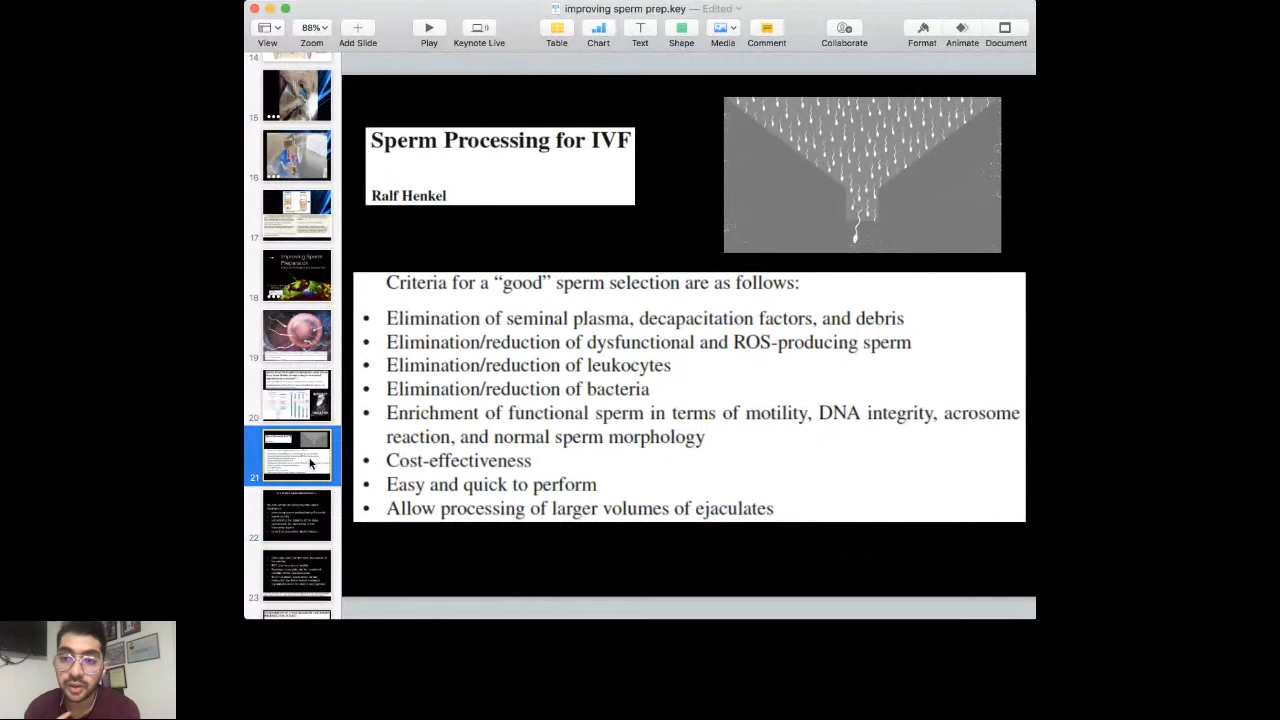 improving sperm prep.key — Edited
88%
View
Zoom
Add Slide
Play
Keynote Live
Table
Chart
Text
Shape
Media
Comment
Collaborate
Format
Animate
Document
14
15
16
17
18
Improving Sperm
Preparation
19
20
21
22
23
Sperm Processing for IVF
Ralf Henkel
Criteria for a “good” sperm selection are as follows:
• Elimination of seminal plasma, decapacitation factors, and debris
• Elimination/reduction of dysfunctional and ROS-producing sperm
• Elimination/reduction of leukocytes
• Elimination/reduction of bacteria
• Enrichment of functional sperm in terms of motility, DNA integrity, acrosome
reaction, and normal sperm morphology
• Cost-effectiveness
• Easy and quick to perform
• Allow processing of larger volumes of ejaculates